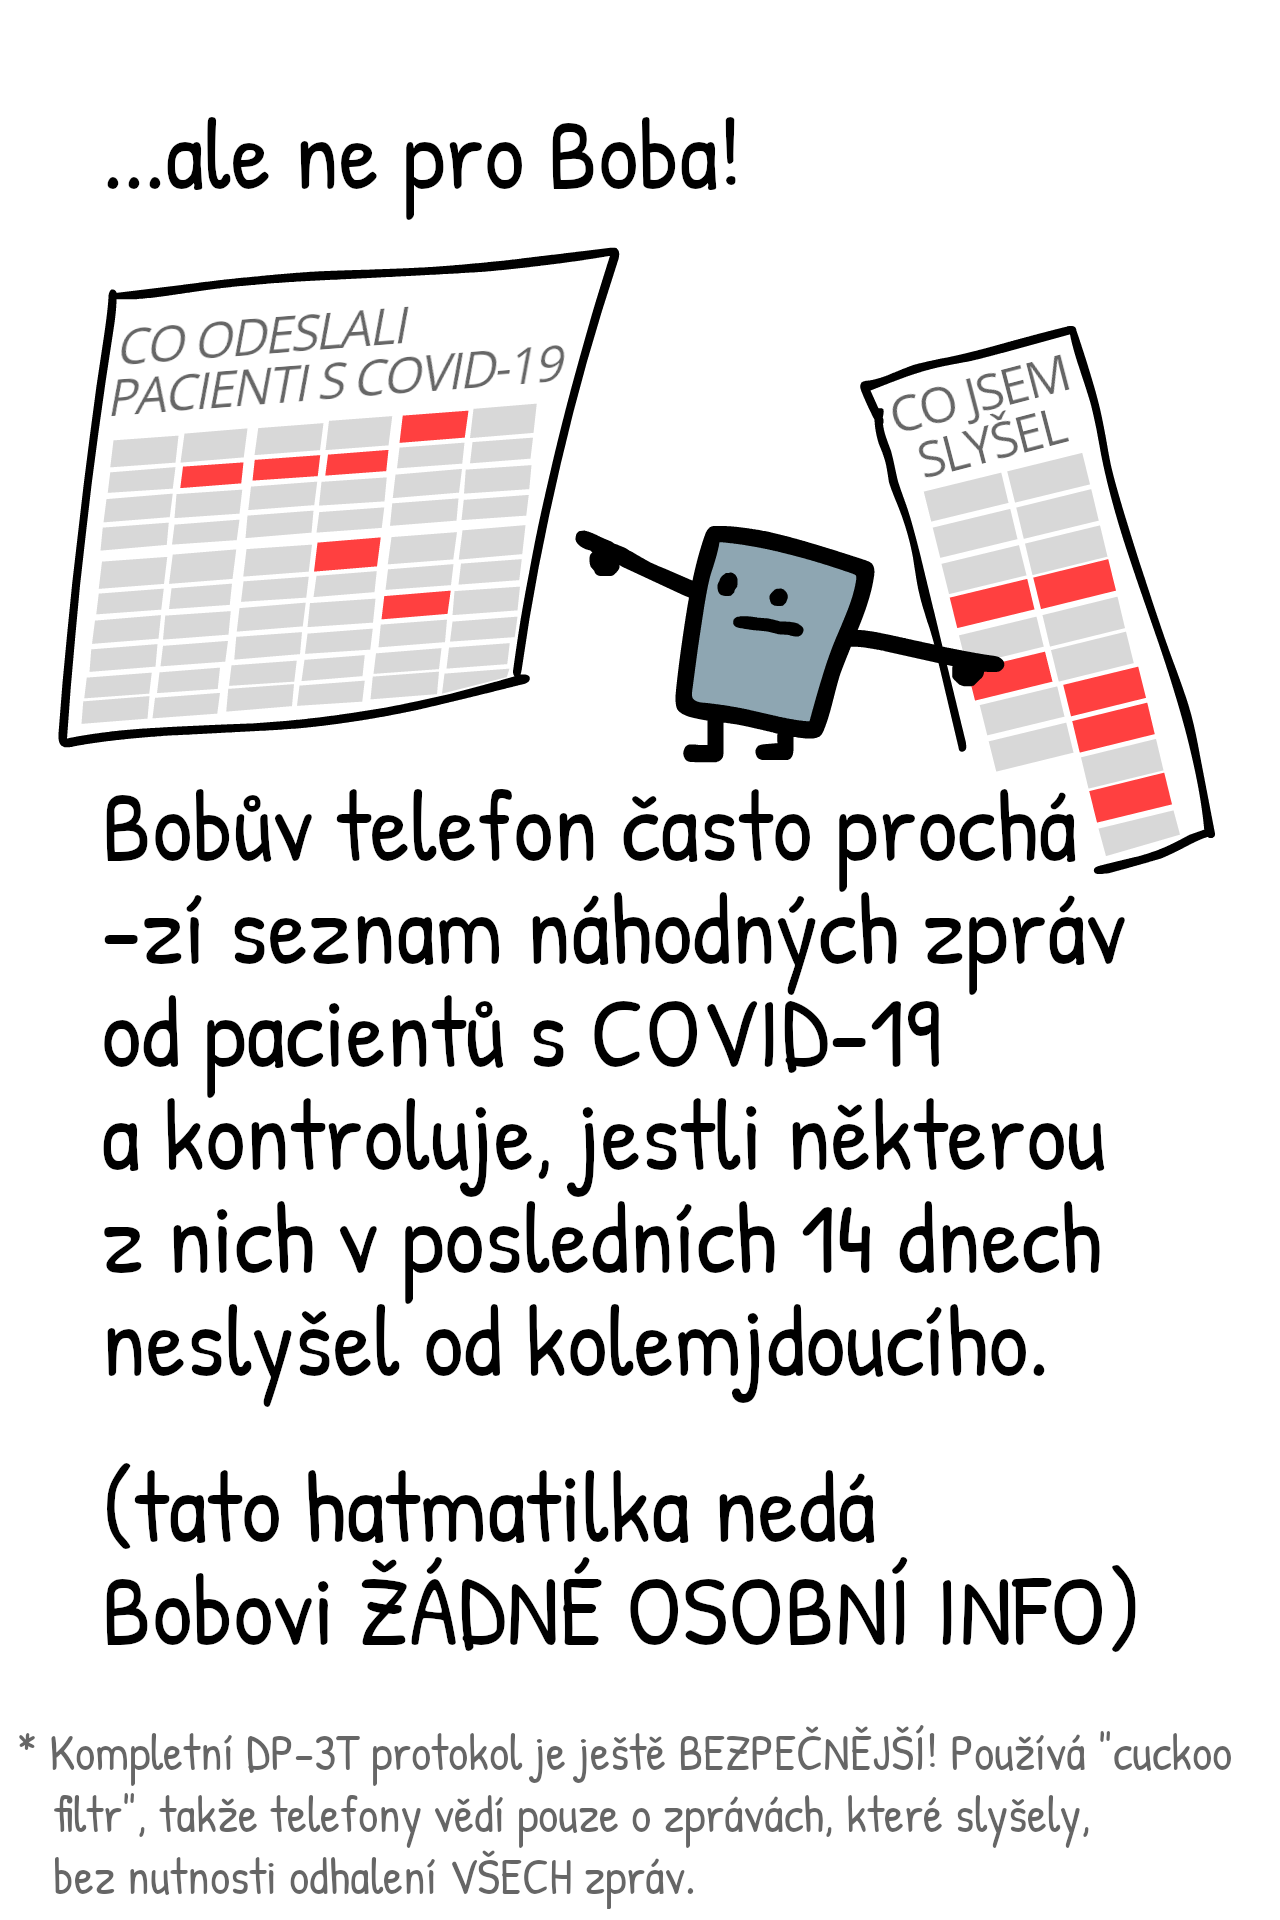 ...ale ne pro Boba!
CO ODESLALI
PACIENTI S COVID-19
CO JSEM
SLYŠEL
Bobův telefon často prochá
-zí seznam náhodných zpráv
od pacientů s COVID-19
a kontroluje, jestli některou
z nich v posledních 14 dnech
neslyšel od kolemjdoucího.
(tato hatmatilka nedá
Bobovi ŽÁDNÉ OSOBNÍ INFO)
* Kompletní DP-3T protokol je ještě BEZPEČNĚJŠÍ! Používá "cuckoo
filtr", takže telefony vědí pouze o zprávách, které slyšely,
bez nutnosti odhalení VŠECH zpráv.